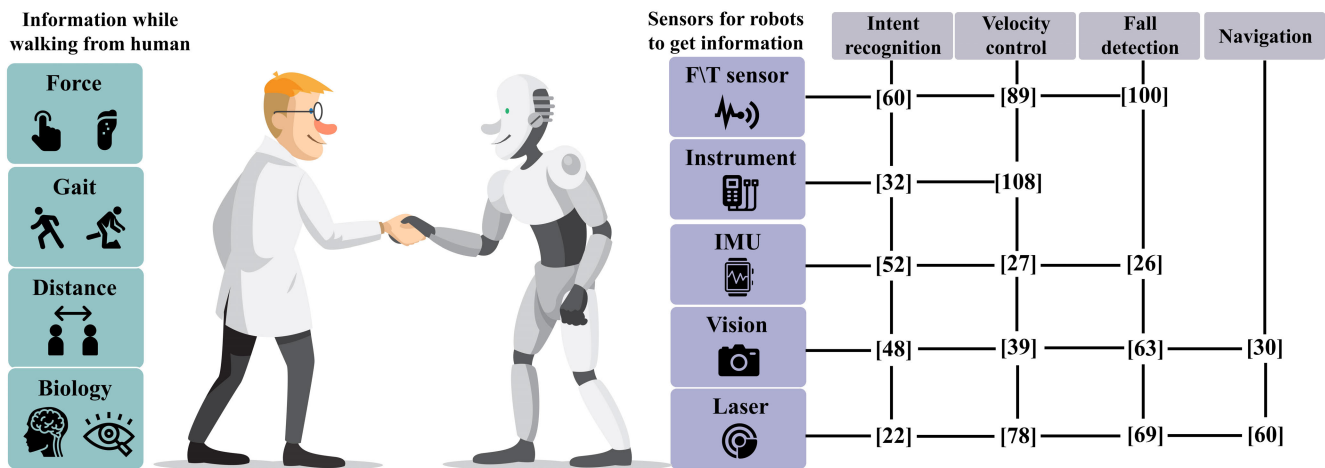 Information while
walking from human
Force
Gait
Distance
Biology
Sensors for robots
to get information
Intent
recognition
Velocity
control
Fall
detection
Navigation
F\T sensor
[60] [89] [100]
Instrument
[32] [108]
IMU
[52] [27] [26]
Vision
[48] [39] [63] [30]
Laser
[22] [78] [69] [60]